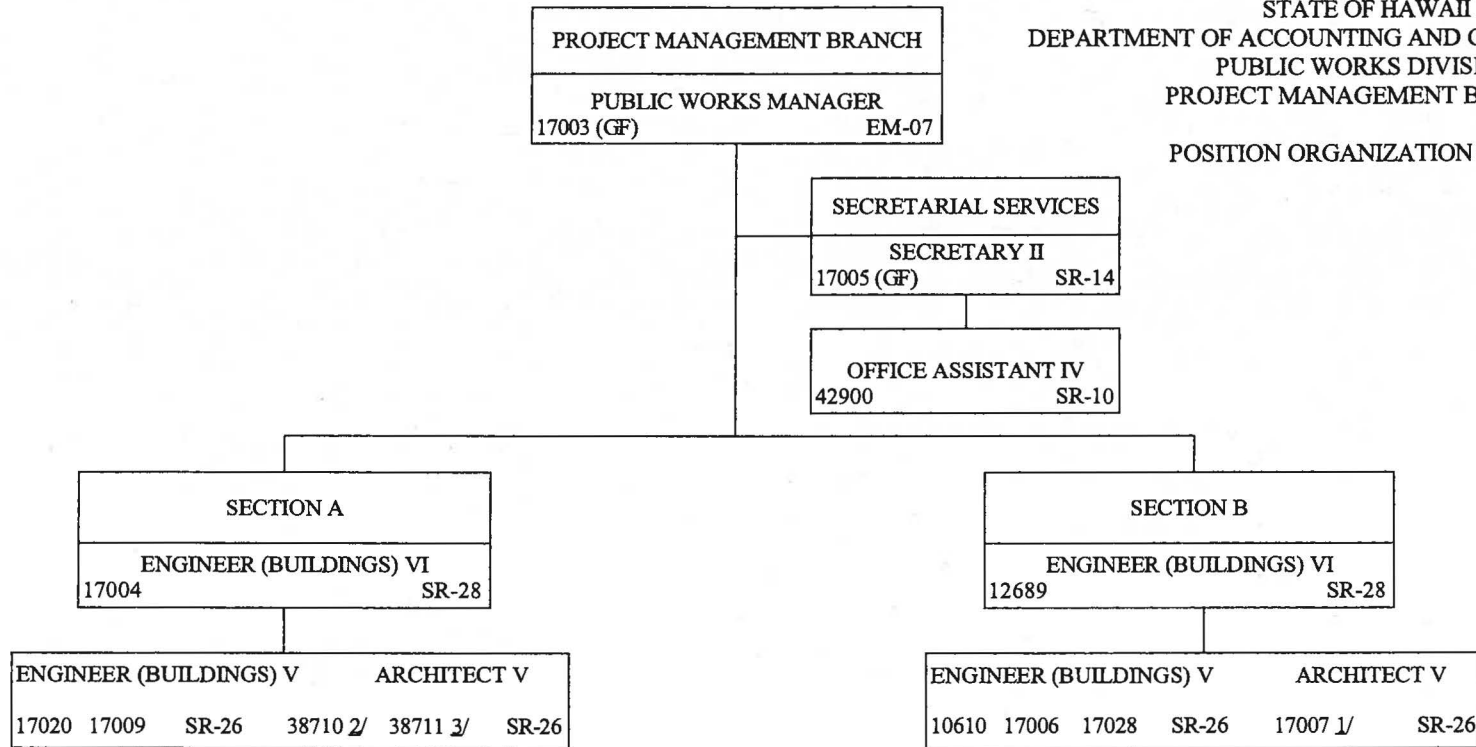 STATE OF HAWAII
DEPARTMENT OF ACCOUNTING AND
PUBLIC WORKS
PROJECT MANAGEMENT
POSITION ORGANIZATION
PROJECT MANAGEMENT BRANCH
PUBLIC WORKS MANAGER
17003 (GF) EM-07
SECRETARIAL SERVICES
SECRETARY II
17005 (GF) SR-14
OFFICE ASSISTANT IV
42900 SR-10
SECTION A
ENGINEER (BUILDINGS) VI
17004 SR-28
ENGINEER (BUILDINGS) V ARCHITECT V
17020 17009 SR-26 38710 2/ 38711 3/ SR-26
SECTION B
ENGINEER (BUILDINGS) VI
12689 SR-28
ENGINEER (BUILDINGS) V ARCHITECT V
10610 17006 17028 SR-26 17007 1/ SR-26